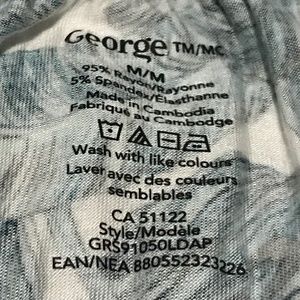 George TM/MC
M/M
95% Rayon/Rayonne
5% Spandex/Élasthanne
Made in Cambodia
Fabriqué au Cambodge
Wash with like colours
Laver avec des couleurs
semblables
CA 51122
Style/Modèle
GRS91050LDAP
EAN/NEA 880552323226